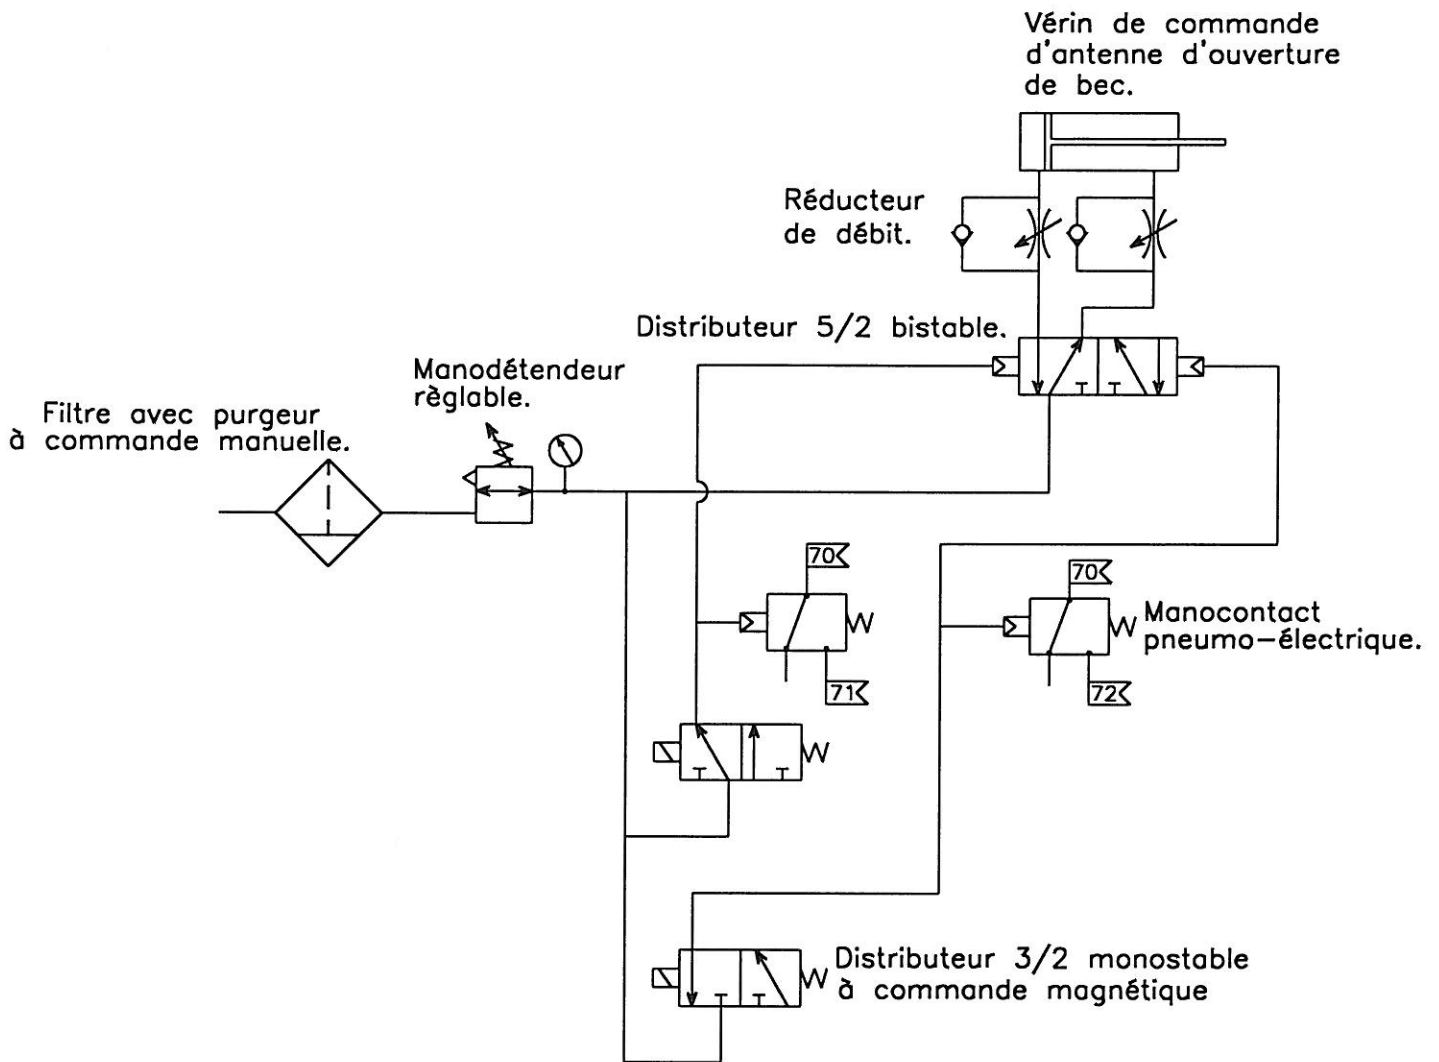 Vérin de commande
d'antenne d'ouverture
de bec.
Réducteur
de débit.
Distributeur 5/2 bistable.
Manodétendeur
règlable.
Filtre avec purgeur
à commande manuelle.
70
70
Manocontact
pneumo-électrique.
71
72
Distributeur 3/2 monostable
à commande magnétique